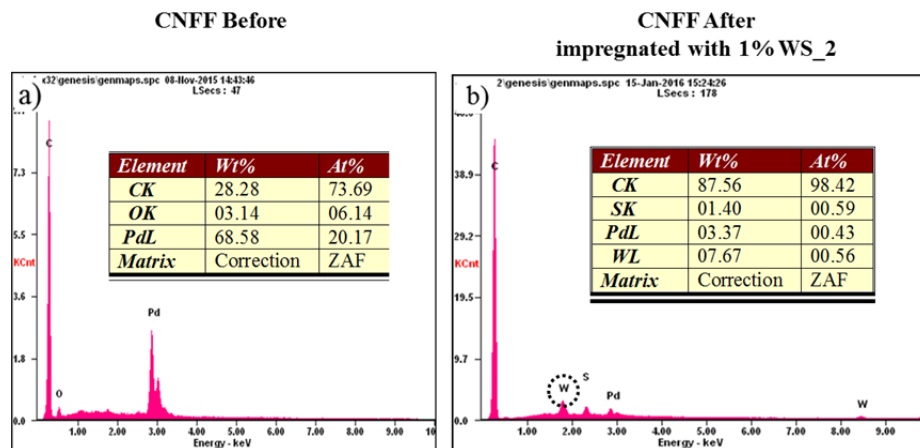 CNFF Before
CNFF After
impregnated with 1% WS_2
a)
x32\genesis\genmaps.spc 08-Nov-2015 14:43:46
LSecs : 47
C
7.3
5.5
KCnt
3.6
1.8
0.0
O
Pd
Element Wt% At%
CK 28.28 73.69
OK 03.14 06.14
PdL 68.58 20.17
Matrix Correction ZAF
1.00 2.00 3.00 4.00 5.00 6.00 7.00 8.00 9.00 10
Energy - keV
b)
2\genesis\genmaps.spc 15-Jan-2016 15:24:26
LSecs : 178
C
38.9
29.2
KCnt
19.5
9.7
0.0
W
S
Pd
W
Element Wt% At%
CK 87.56 98.42
SK 01.40 00.59
PdL 03.37 00.43
WL 07.67 00.56
Matrix Correction ZAF
1.00 2.00 3.00 4.00 5.00 6.00 7.00 8.00 9.00
Energy - keV